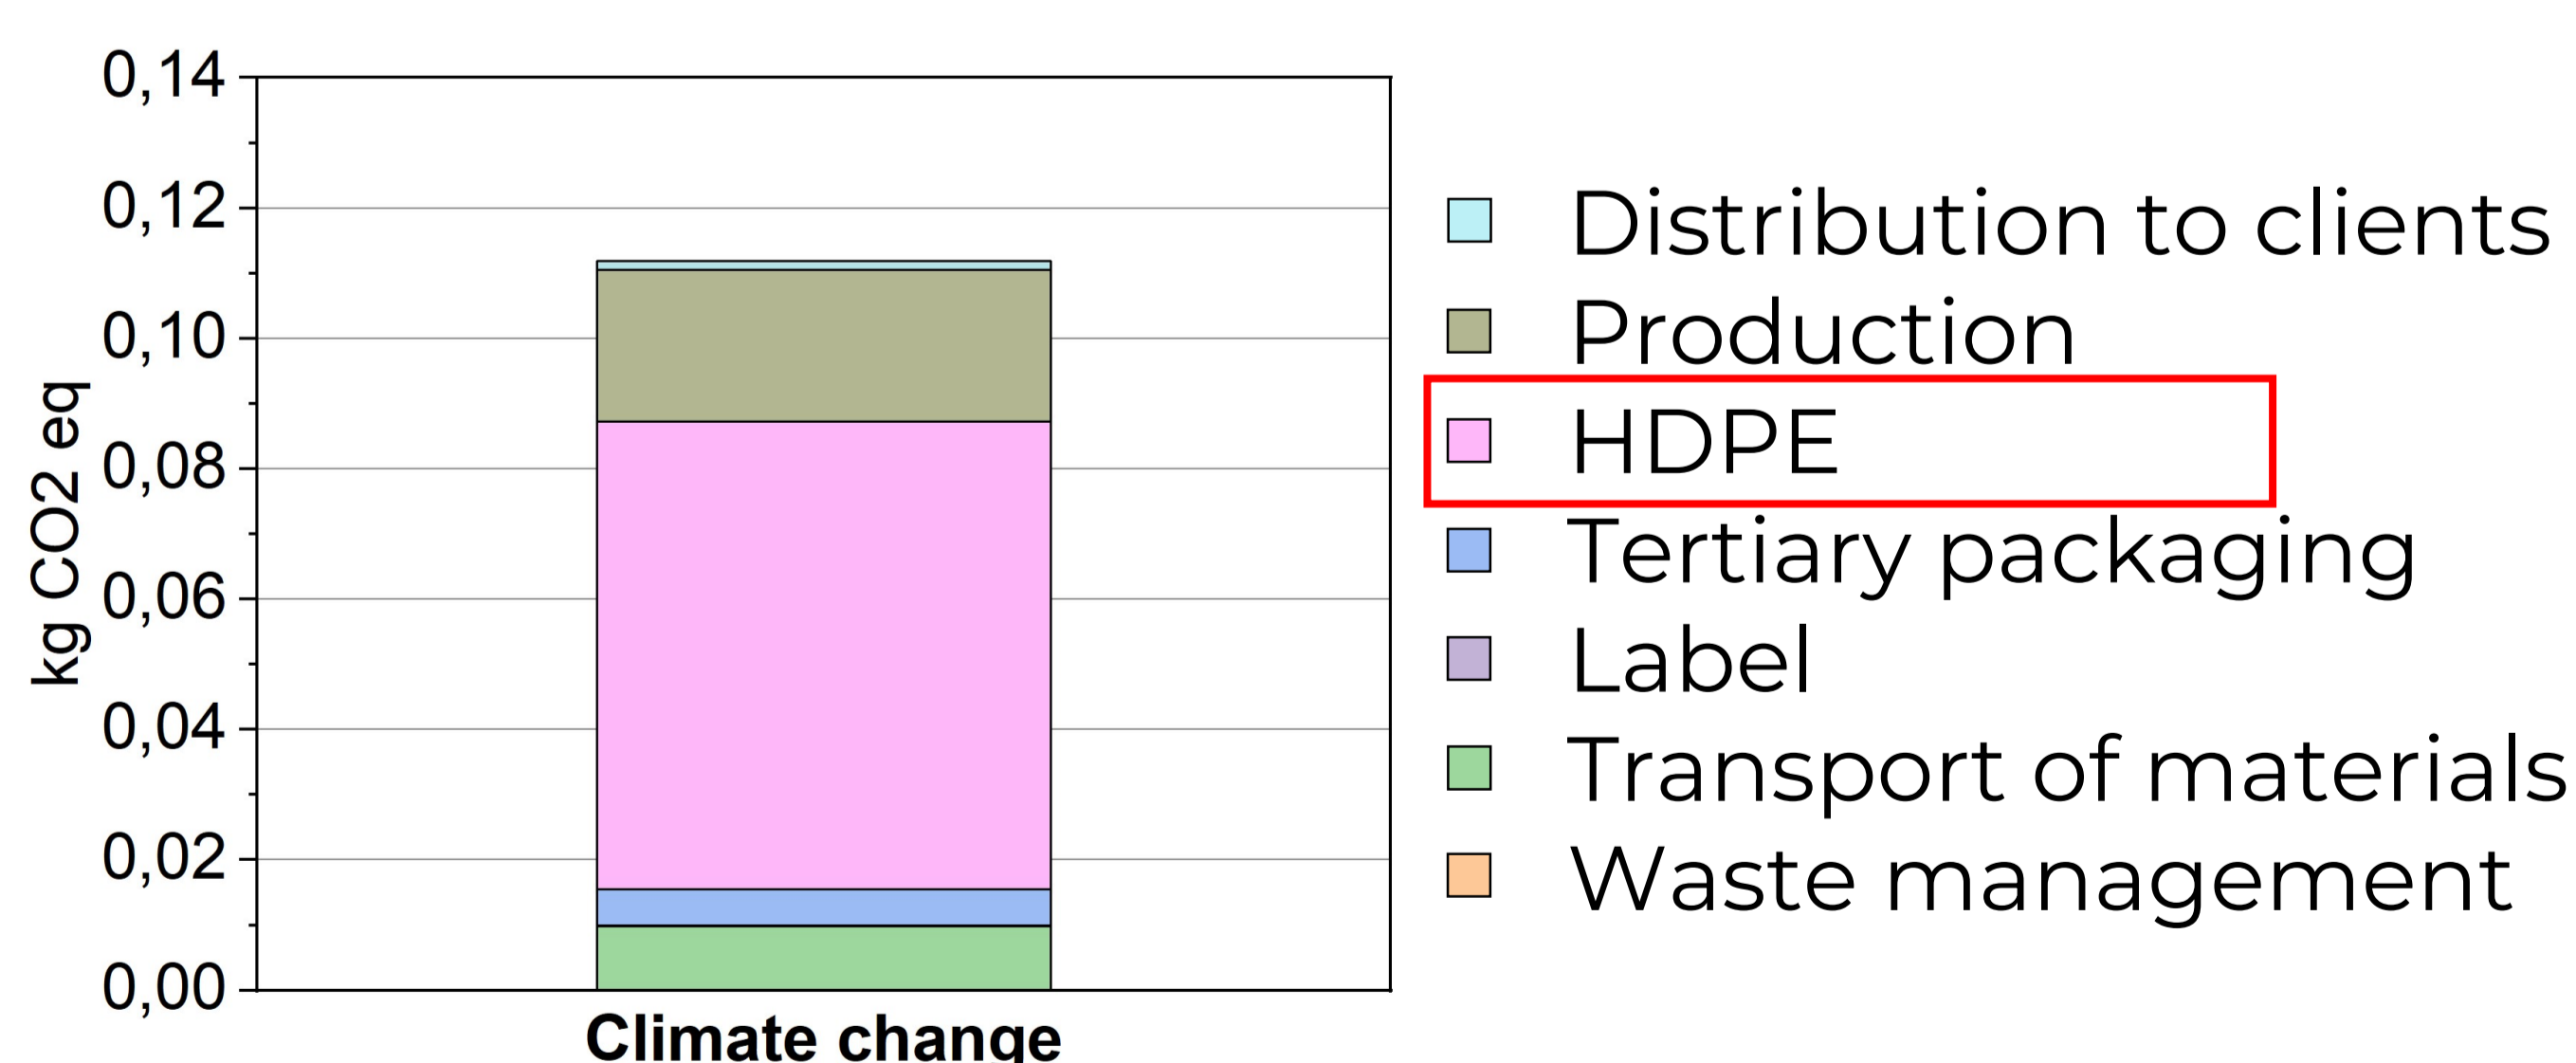 0,14
0,12
0,10
0,08
0,06
0,04
0,02
0,00
kg CO2 eq
Climate change
Distribution to clients
Production
HDPE
Tertiary packaging
Label
Transport of materials
Waste management